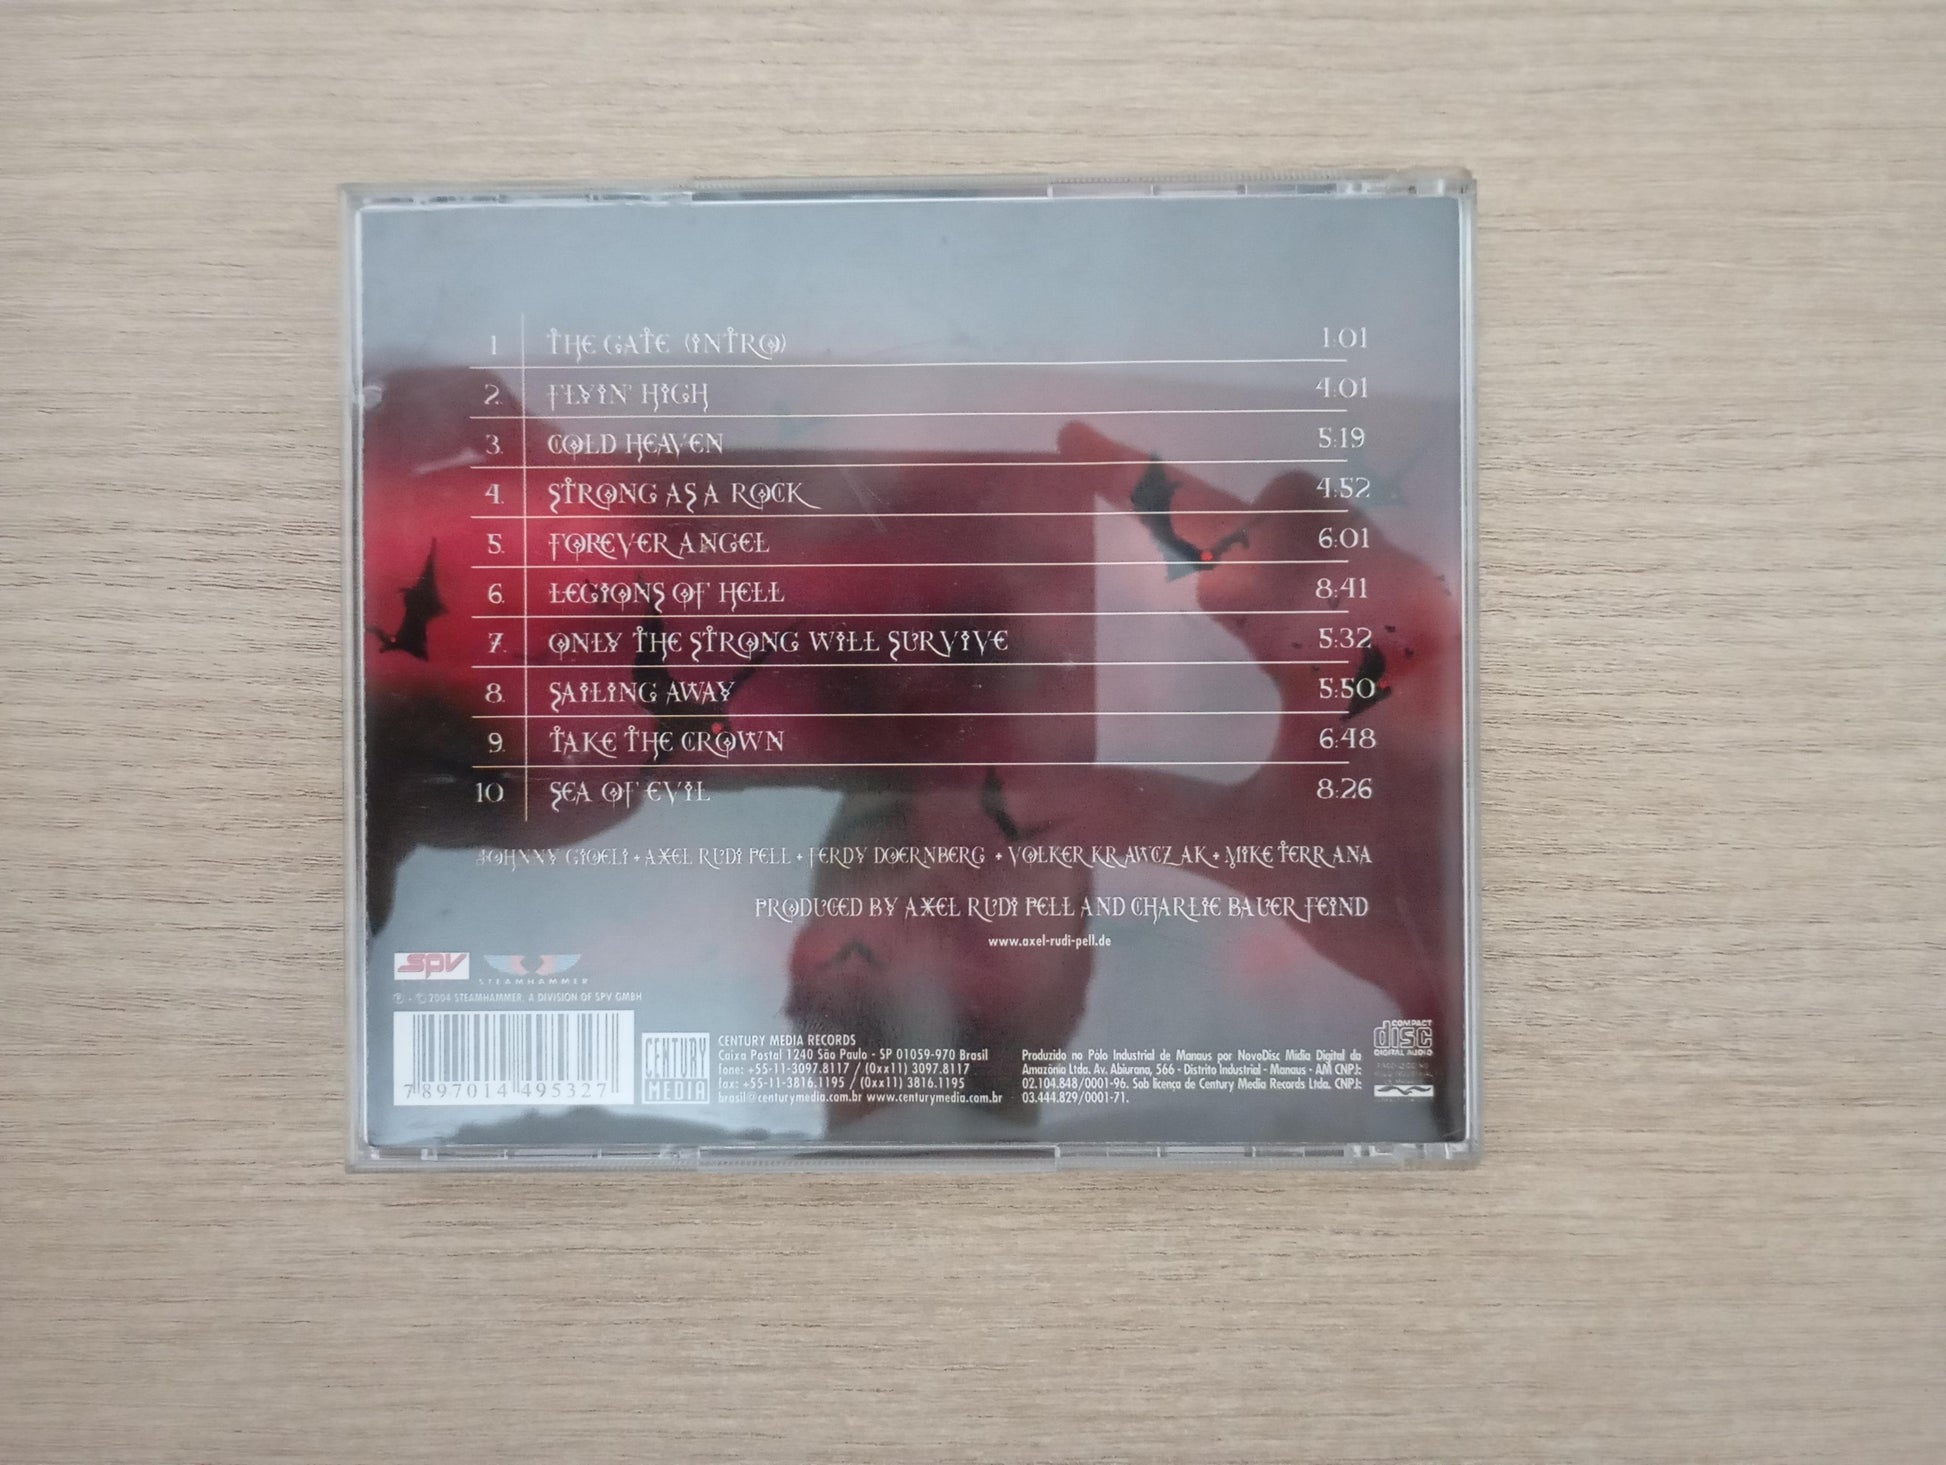 1. THE GATE (INTRO) 1:01
2. FLYIN' HIGH 4:01
3. COLD HEAVEN 5:19
4. STRONG AS A ROCK 4:52
5. FOREVER ANGEL 6:01
6. LEGIONS OF HELL 8:41
7. ONLY THE STRONG WILL SURVIVE 5:32
8. SAILING AWAY 5:50
9. TAKE THE CROWN 6:48
10. SEA OF EVIL 8:26
JOHNNY GIOELI + AXEL RUDI PELL + FERDY DOERNBERG + VOLKER KRAWCZAK + MIKE TERRANA
PRODUCED BY AXEL RUDI PELL AND CHARLIE BAUERFEIND
www.axel-rudi-pell.de
SPV STEAMHAMMER
℗ + © 2004 STEAMHAMMER, A DIVISION OF SPV GMBH
7 897014 495327
CENTURY MEDIA
CENTURY MEDIA RECORDS
Caixa Postal 1240 São Paulo - SP 01059-970 Brasil
fone: +55-11-3097.8117 / (0xx11) 3097.8117
fax: +55-11-3816.1195 / (0xx11) 3816.1195
brasil@centurymedia.com.br www.centurymedia.com.br
Produzido no Pólo Industrial de Manaus por NovoDisc Mídia Digital da
Amazônia Ltda. Av. Abiurana, 566 - Distrito Industrial - Manaus - AM CNPJ:
02.104.848/0001-96. Sob licença de Century Media Records Ltda. CNPJ:
03.444.829/0001-71.
COMPACT
disc
DIGITAL AUDIO